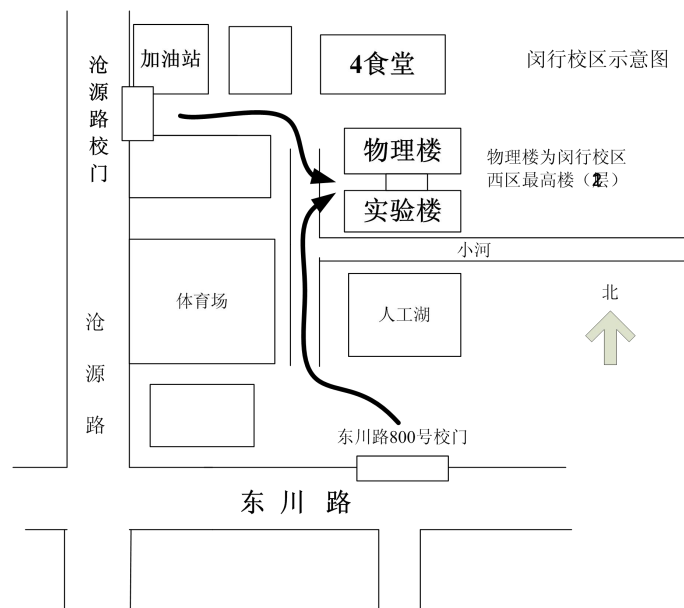 闵行校区示意图
加油站
4食堂
沧源路校门
物理楼
物理楼为闵行校区
西区最高楼（层）
实验楼
小河
体育场
人工湖
北
沧源路
东川路800号校门
东川路